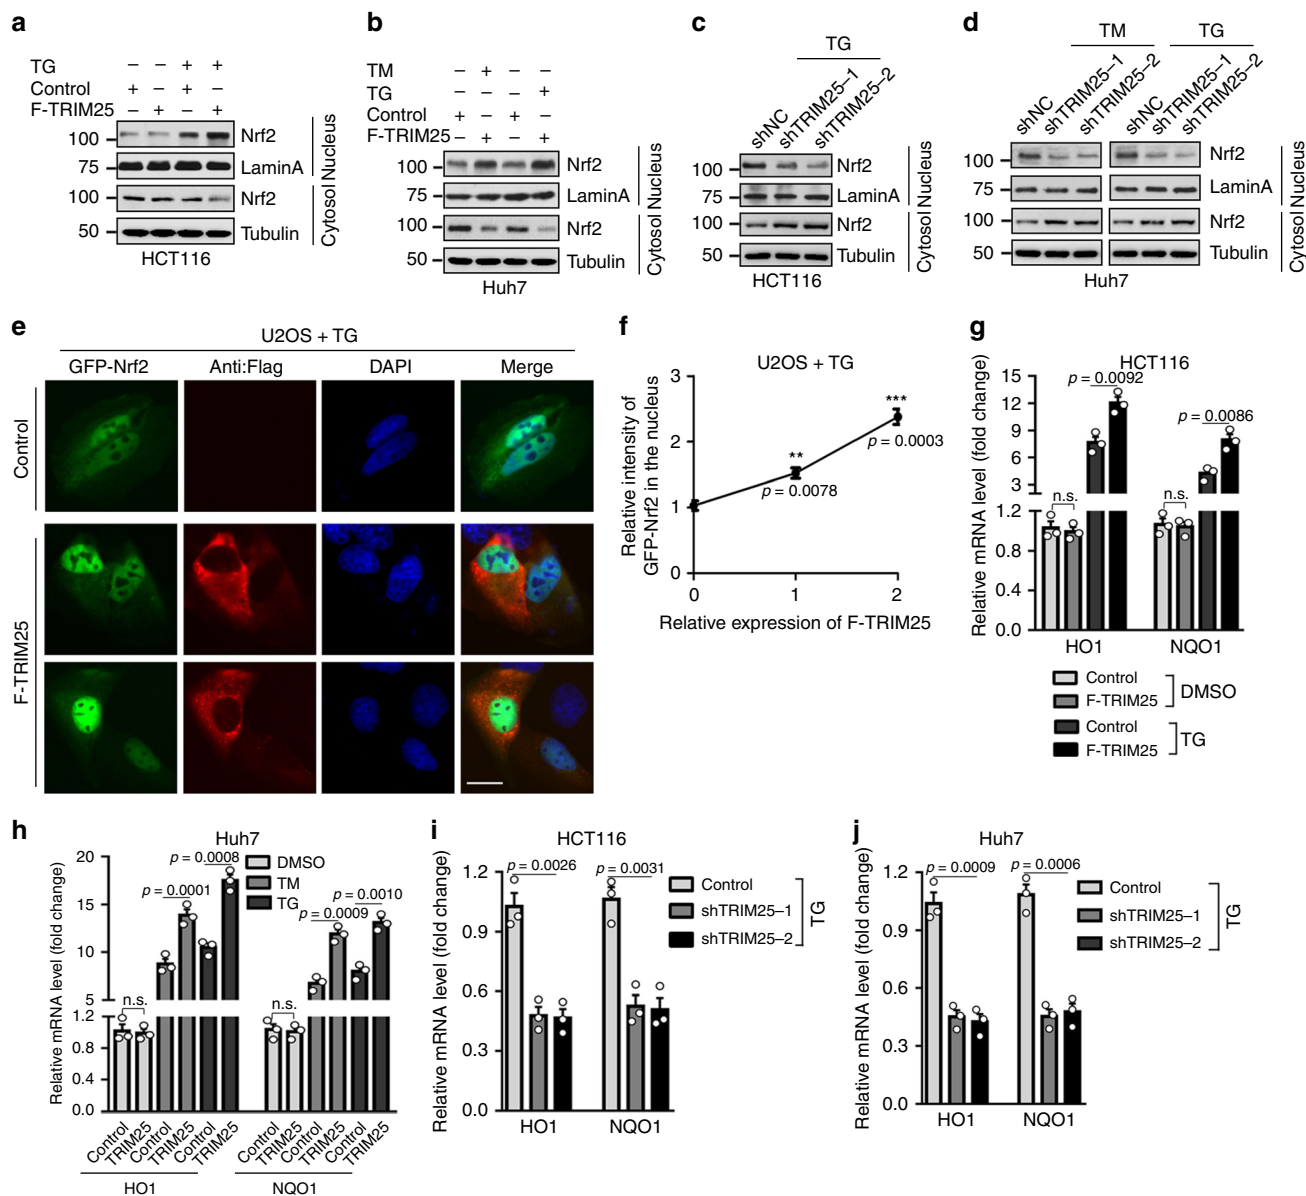 a
TG – – + +
Control + – + –
F-TRIM25 – + – +
100 Nrf2
75 LaminA
100 Nrf2
50 Tubulin
Nucleus
Cytosol
HCT116
b
TM – + – –
TG – – – +
Control + – + –
F-TRIM25 – + – +
100 Nrf2
75 LaminA
100 Nrf2
50 Tubulin
Nucleus
Cytosol
Huh7
c
TG
shNC
shTRIM25–1
shTRIM25–2
100 Nrf2
75 LaminA
100 Nrf2
50 Tubulin
Nucleus
Cytosol
HCT116
d
TM TG
shNC
shTRIM25–1
shTRIM25–2
shNC
shTRIM25–1
shTRIM25–2
100 Nrf2
75 LaminA
100 Nrf2
50 Tubulin
Nucleus
Cytosol
Huh7
e
U2OS + TG
GFP-Nrf2 Anti:Flag DAPI Merge
Control
F-TRIM25
f
U2OS + TG
Relative intensity of
GFP-Nrf2 in the nucleus
3
2
1
0
**
p = 0.0078
***
p = 0.0003
0 1 2
Relative expression of F-TRIM25
g
HCT116
Relative mRNA level (fold change)
15
12
9
6
3
1.2
0.8
0.4
0.0
p = 0.0092
p = 0.0086
n.s.
n.s.
HO1 NQO1
Control
F-TRIM25
DMSO
Control
F-TRIM25
TG
h
Huh7
Relative mRNA level (fold change)
20
15
10
5
1.2
0.8
0.4
0.0
n.s.
p = 0.0001
p = 0.0008
n.s.
p = 0.0009
p = 0.0010
DMSO
TM
TG
Control
TRIM25
Control
TRIM25
Control
TRIM25
Control
TRIM25
Control
TRIM25
Control
TRIM25
HO1 NQO1
i
HCT116
Relative mRNA level (fold change)
1.2
0.9
0.6
0.3
0.0
p = 0.0026
p = 0.0031
HO1 NQO1
Control
shTRIM25–1
shTRIM25–2
TG
j
Huh7
Relative mRNA level (fold change)
1.2
0.9
0.6
0.3
0.0
p = 0.0009
p = 0.0006
HO1 NQO1
Control
shTRIM25–1
shTRIM25–2
TG